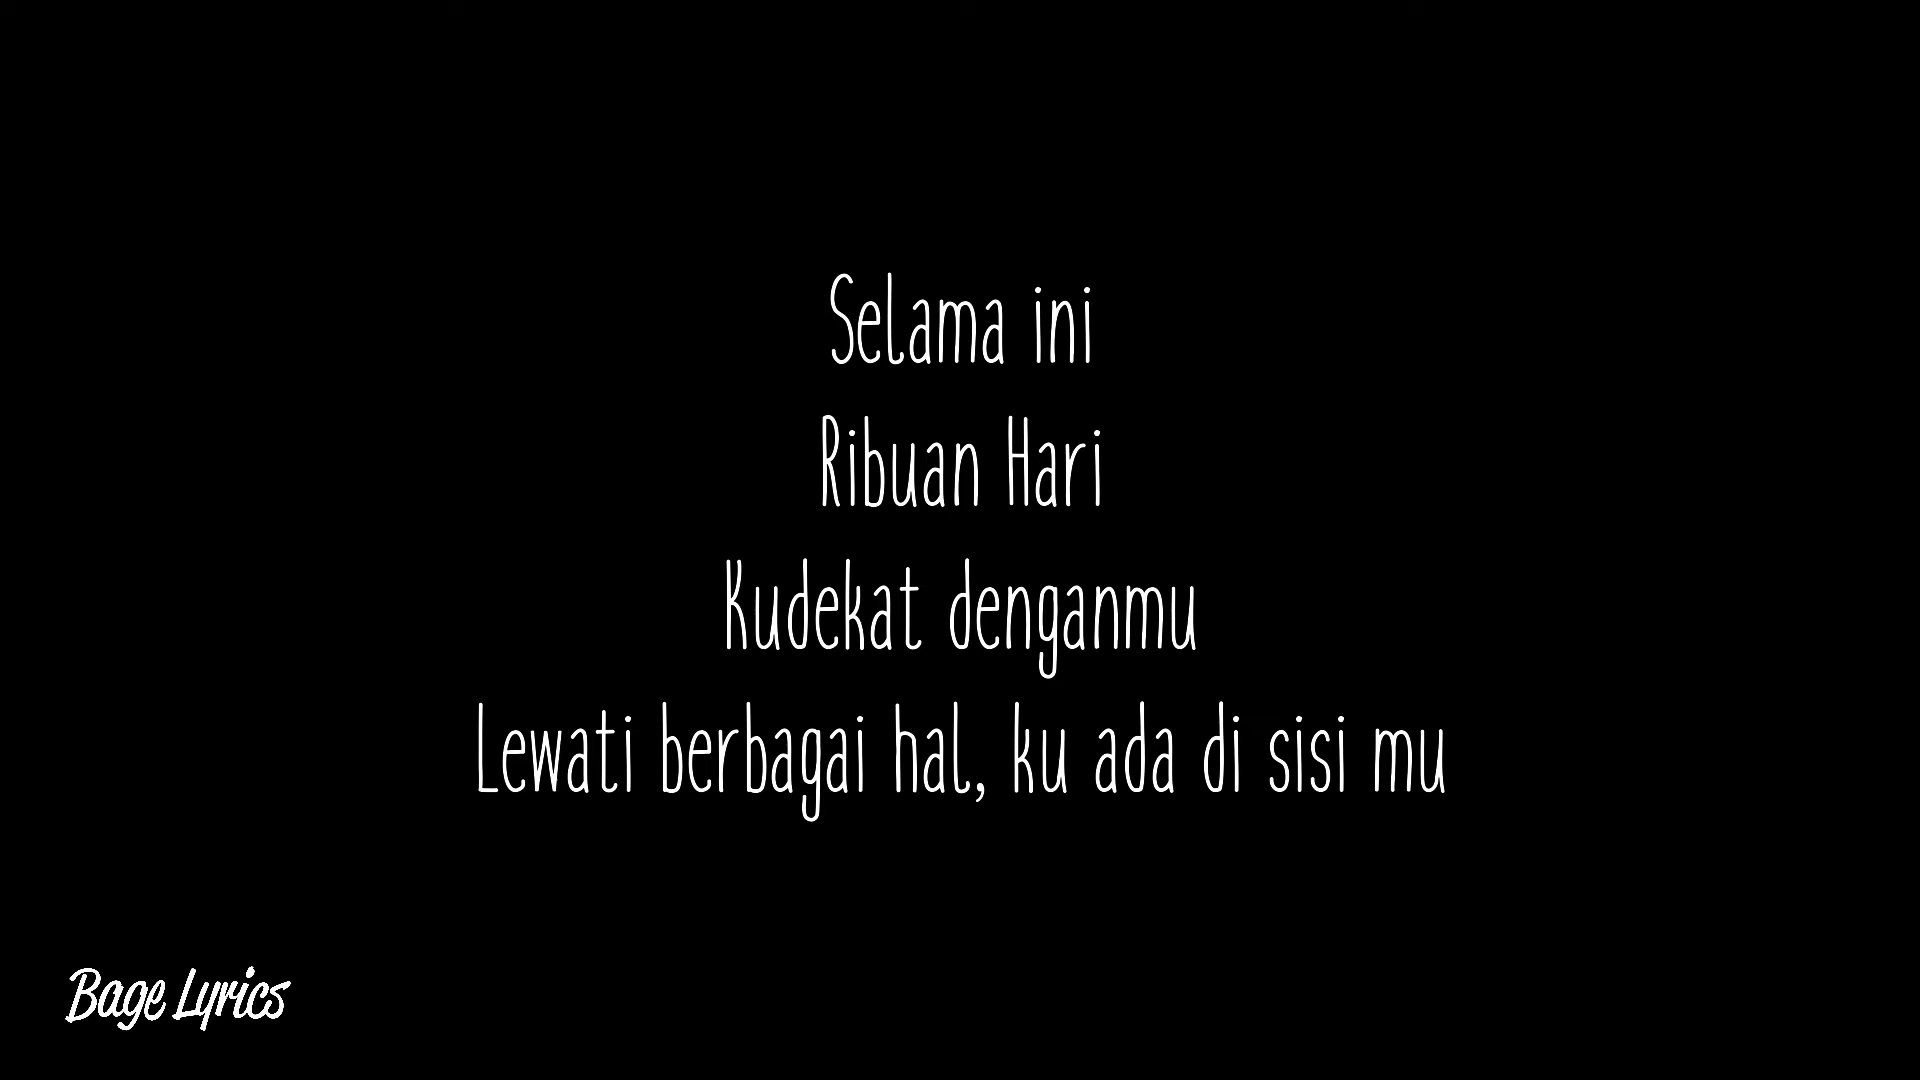 Selama ini
Ribuan Hari
Kudekat denganmu
Lewati berbagai hal, ku ada di sisi mu
Bage Lyrics